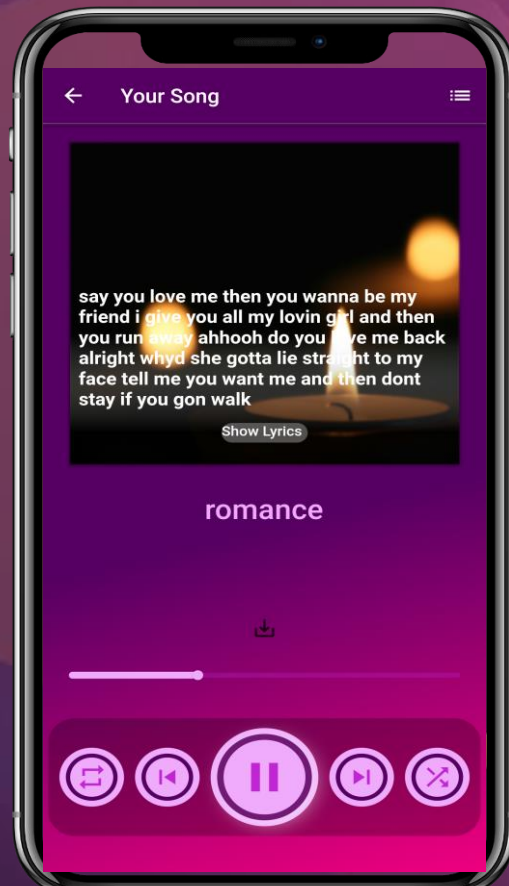 Your Song
say you love me then you wanna be my
friend i give you all my lovin girl and then
you run away ahhooh do you love me back
alright whyd she gotta lie straight to my
face tell me you want me and then dont
stay if you gon walk
Show Lyrics
romance